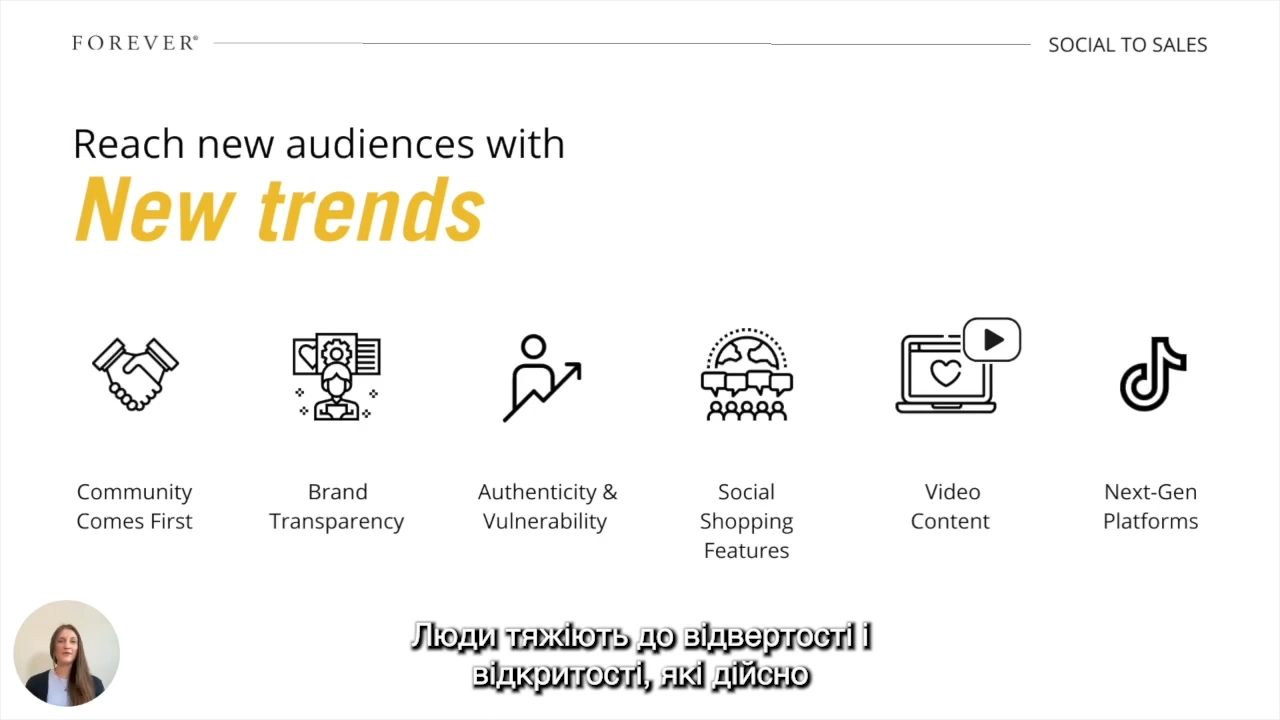 FOREVER®
SOCIAL TO SALES
Reach new audiences with
New trends
Community
Comes First
Brand
Transparency
Authenticity &
Vulnerability
Social
Shopping
Features
Video
Content
Next-Gen
Platforms
Люди тяжіють до відвертості і
відкритості, які дійсно